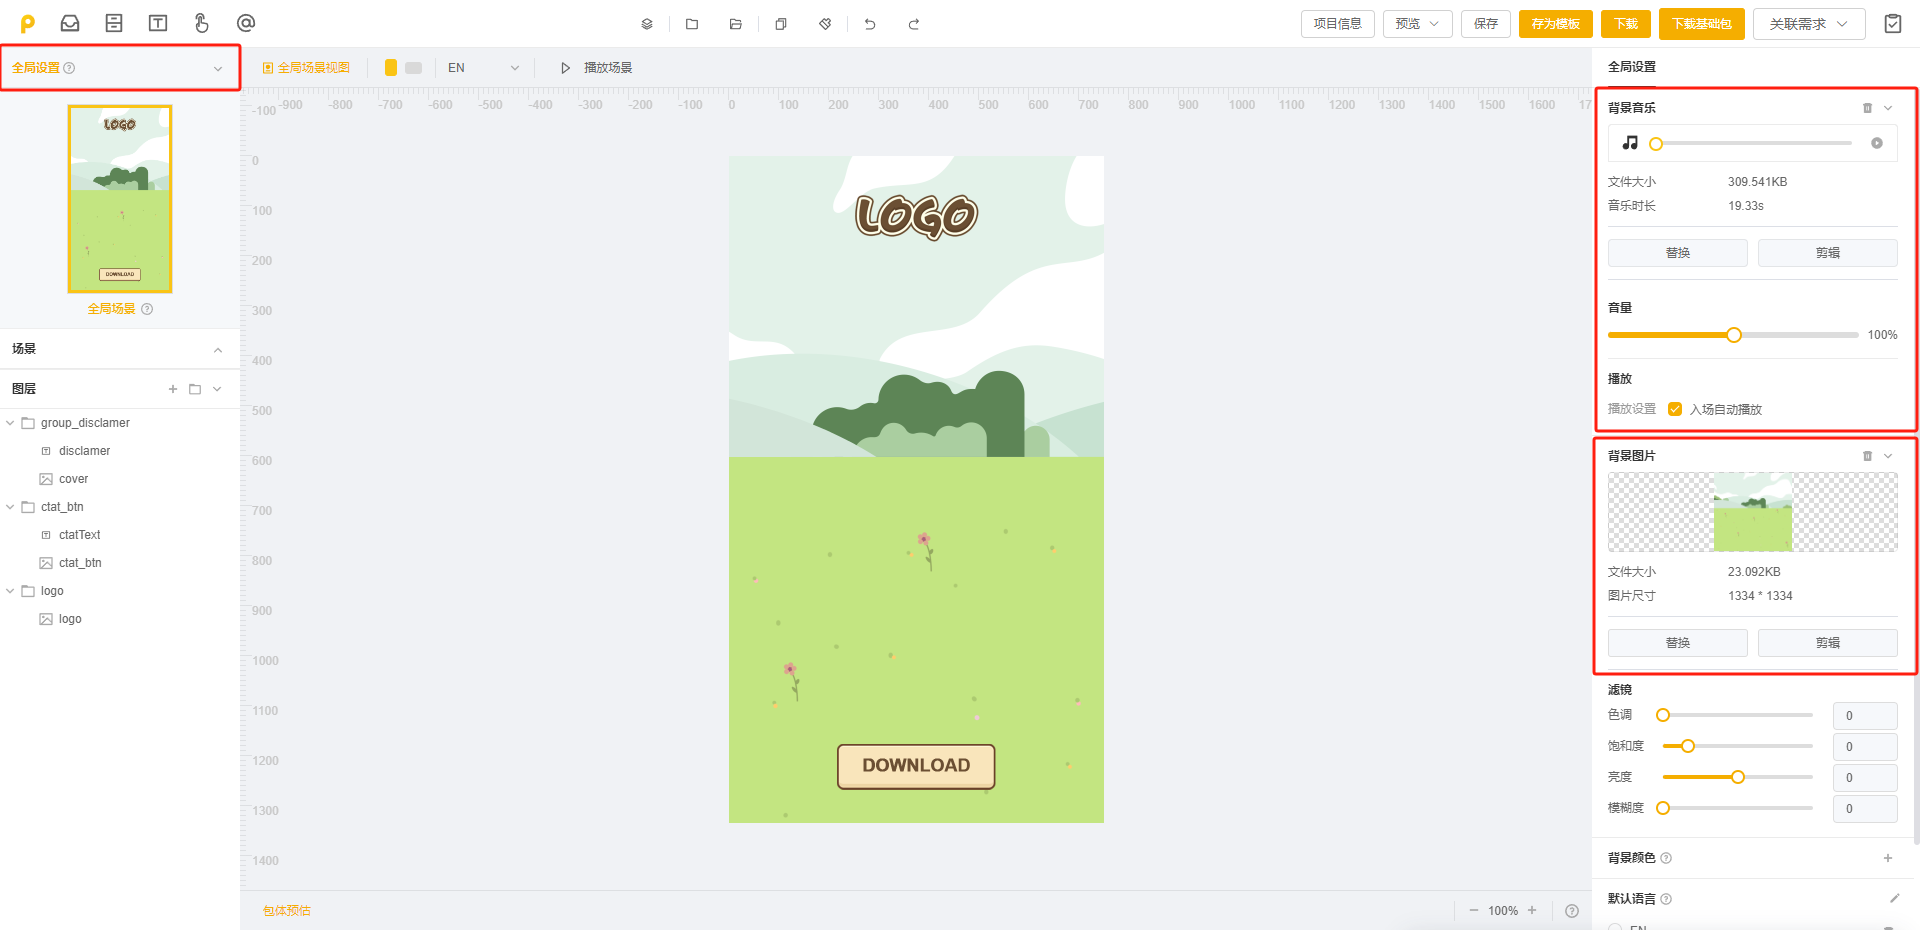 项目信息
预览
保存
存为模板
下载
下载基础包
关联需求
全局设置
全局场景视图
EN
播放场景
全局设置
-100
-900
-800
-700
-600
-500
-400
-300
-200
-100
0
100
200
300
400
500
600
700
800
900
1000
1100
1200
1300
1400
1500
1600
17
LOGO
DOWNLOAD
全局场景
场景
图层
group_disclamer
disclamer
cover
ctat_btn
ctatText
ctat_btn
logo
logo
0
100
200
300
400
500
600
700
800
900
1000
1100
1200
1300
1400
LOGO
DOWNLOAD
包体预估
100%
背景音乐
文件大小 309.541KB
音乐时长 19.33s
替换 剪辑
音量
100%
播放
播放设置 入场自动播放
背景图片
文件大小 23.092KB
图片尺寸 1334 * 1334
替换 剪辑
滤镜
色调 0
饱和度 0
亮度 0
模糊度 0
背景颜色
默认语言
EN